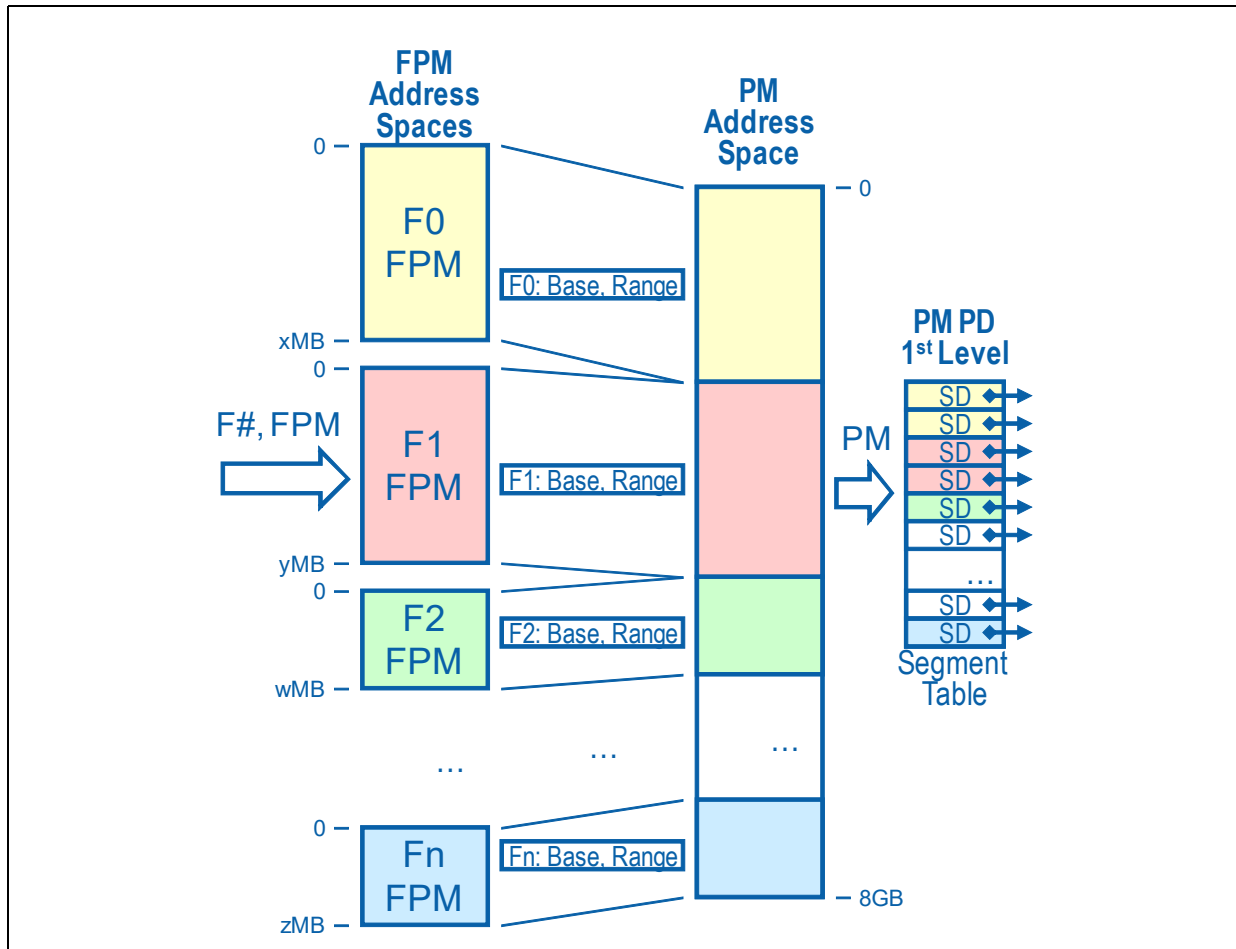 FPM
Address
Spaces
PM
Address
Space
0
0
F0
FPM
F0: Base, Range
xMB
PM PD
1st Level
0
SD
SD
F#, FPM
F1
FPM
F1: Base, Range
PM
SD
SD
SD
SD
yMB
...
0
SD
F2
FPM
F2: Base, Range
SD
Segment
Table
wMB
...
...
...
0
Fn
FPM
Fn: Base, Range
8GB
zMB